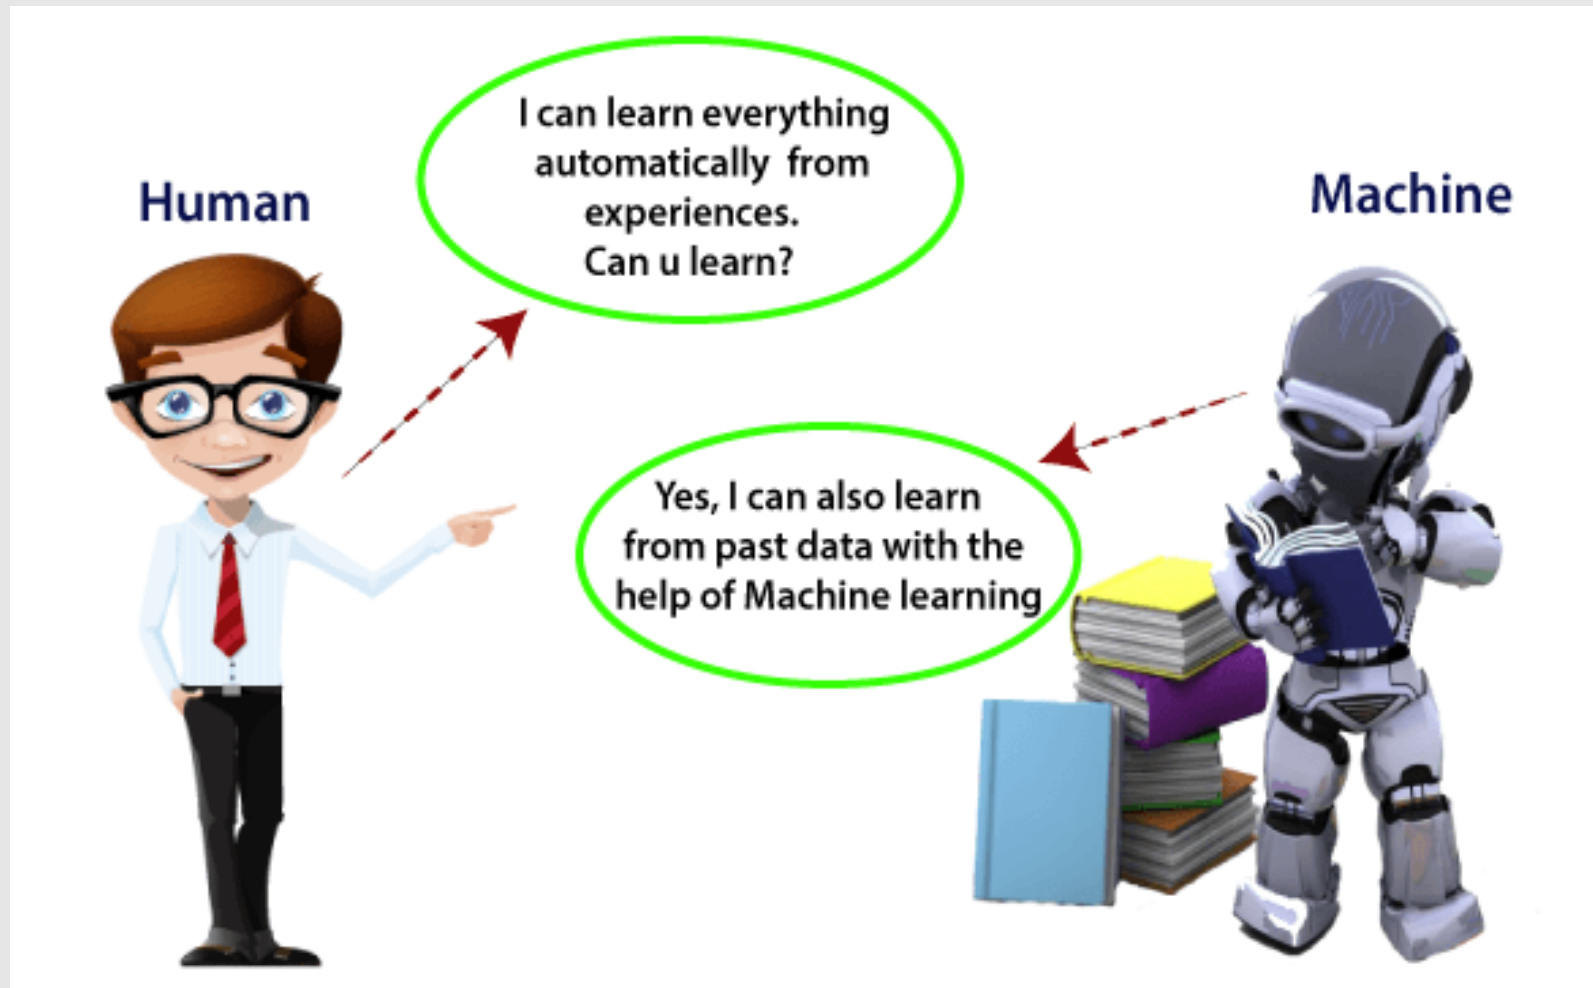 Human
I can learn everything
automatically from
experiences.
Can u learn?
Machine
Yes, I can also learn
from past data with the
help of Machine learning